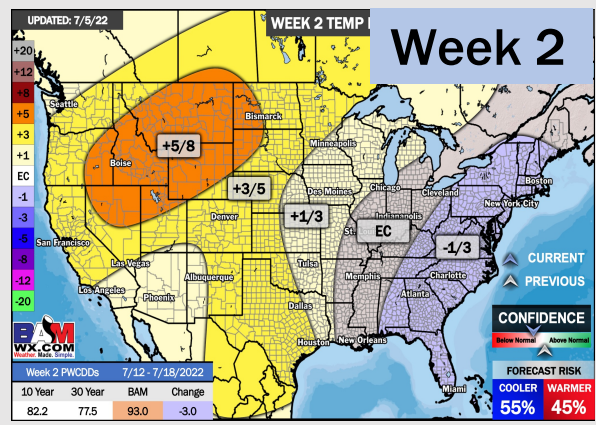 UPDATED: 7/5/22
WEEK 2 TEMP
Week 2
+20
+12
+8
+5
+3
+1
EC
-1
-3
-5
-8
-12
-20
Seattle
Bismarck
+5/8
Minneapolis
Boise
Boston
+3/5
Des Moines
Chicago
Cleveland
New York City
Denver
+1/3
Indianapolis
St.
EC
-1/3
San Francisco
Las Vegas
Tulsa
Memphis
Charlotte
CURRENT
Albuquerque
PREVIOUS
Los Angeles
Phoenix
Atlanta
Dallas
CONFIDENCE
Houston
New Orleans
Below Normal
Above Normal
BAM
WX.COM
Weather. Made. Simple.
Miami
Week 2 PWCDDs 7/12 - 7/18/2022
10 Year 30 Year BAM Change
82.2 77.5 93.0 -3.0
FORECAST RISK
COOLER WARMER
55% 45%